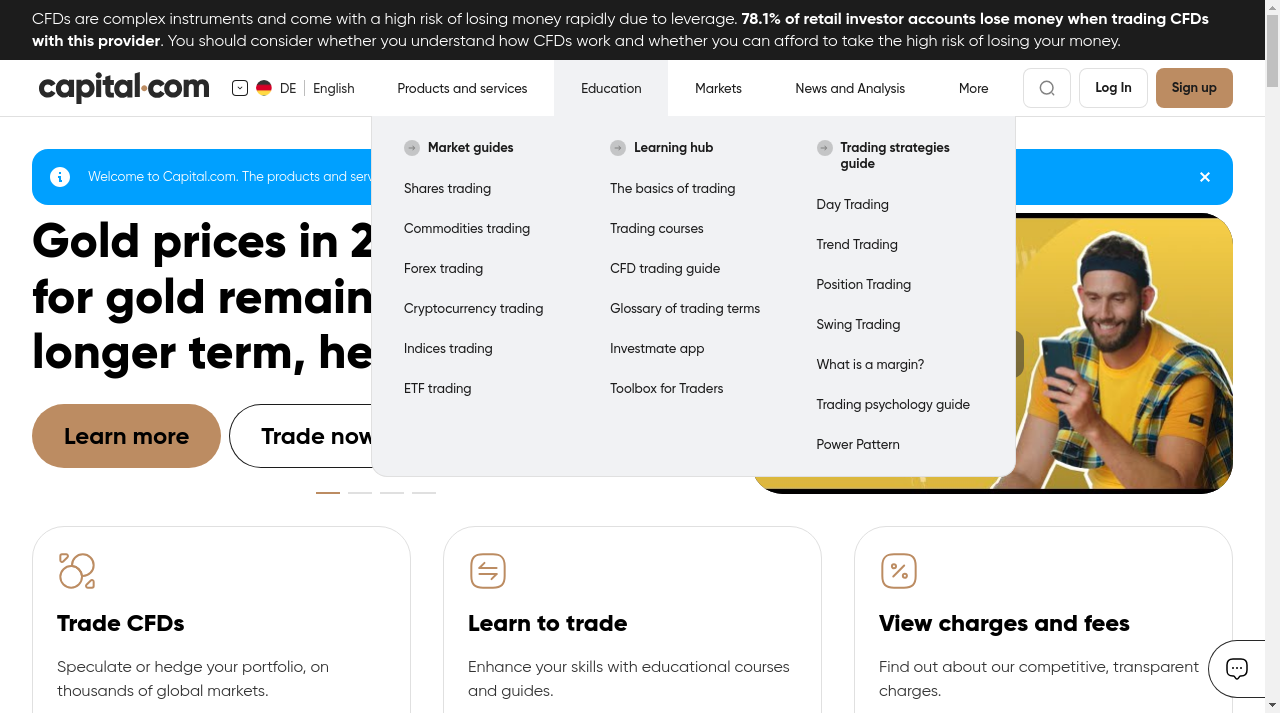 CFDs are complex instruments and come with a high risk of losing money rapidly due to leverage. 78.1% of retail investor accounts lose money when trading CFDs
with this provider. You should consider whether you understand how CFDs work and whether you can afford to take the high risk of losing your money.
capital.com
DE
English
Products and services
Education
Markets
News and Analysis
More
Log In
Sign up
Market guides
Shares trading
Commodities trading
Forex trading
Cryptocurrency trading
Indices trading
ETF trading
Learning hub
The basics of trading
Trading courses
CFD trading guide
Glossary of trading terms
Investmate app
Toolbox for Traders
Trading strategies
guide
Day Trading
Trend Trading
Position Trading
Swing Trading
What is a margin?
Trading psychology guide
Power Pattern
Welcome to Capital.com. The products and serv
Gold prices in 2
for gold remain
longer term, he
Learn more
Trade now
Trade CFDs
Speculate or hedge your portfolio, on
thousands of global markets.
Learn to trade
Enhance your skills with educational courses
and guides.
View charges and fees
Find out about our competitive, transparent
charges.